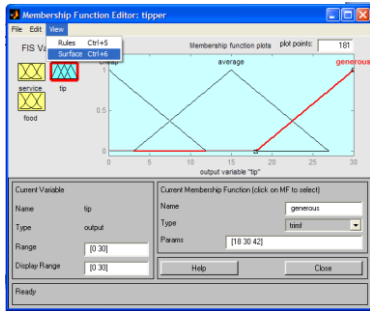 Membership Function Editor: tipper
File Edit View
Rules Ctrl+5
Surface Ctrl+6
FIS Va
Membership function plots plot points: 181
service tip
food
average generous
1
0.5
0
0 5 10 15 20 25 30
output variable "tip"
Current Variable
Name tip
Type output
Range [0 30]
Display Range [0 30]
Current Membership Function (click on MF to select)
Name generous
Type trimf
Params [18 30 42]
Help Close
Ready